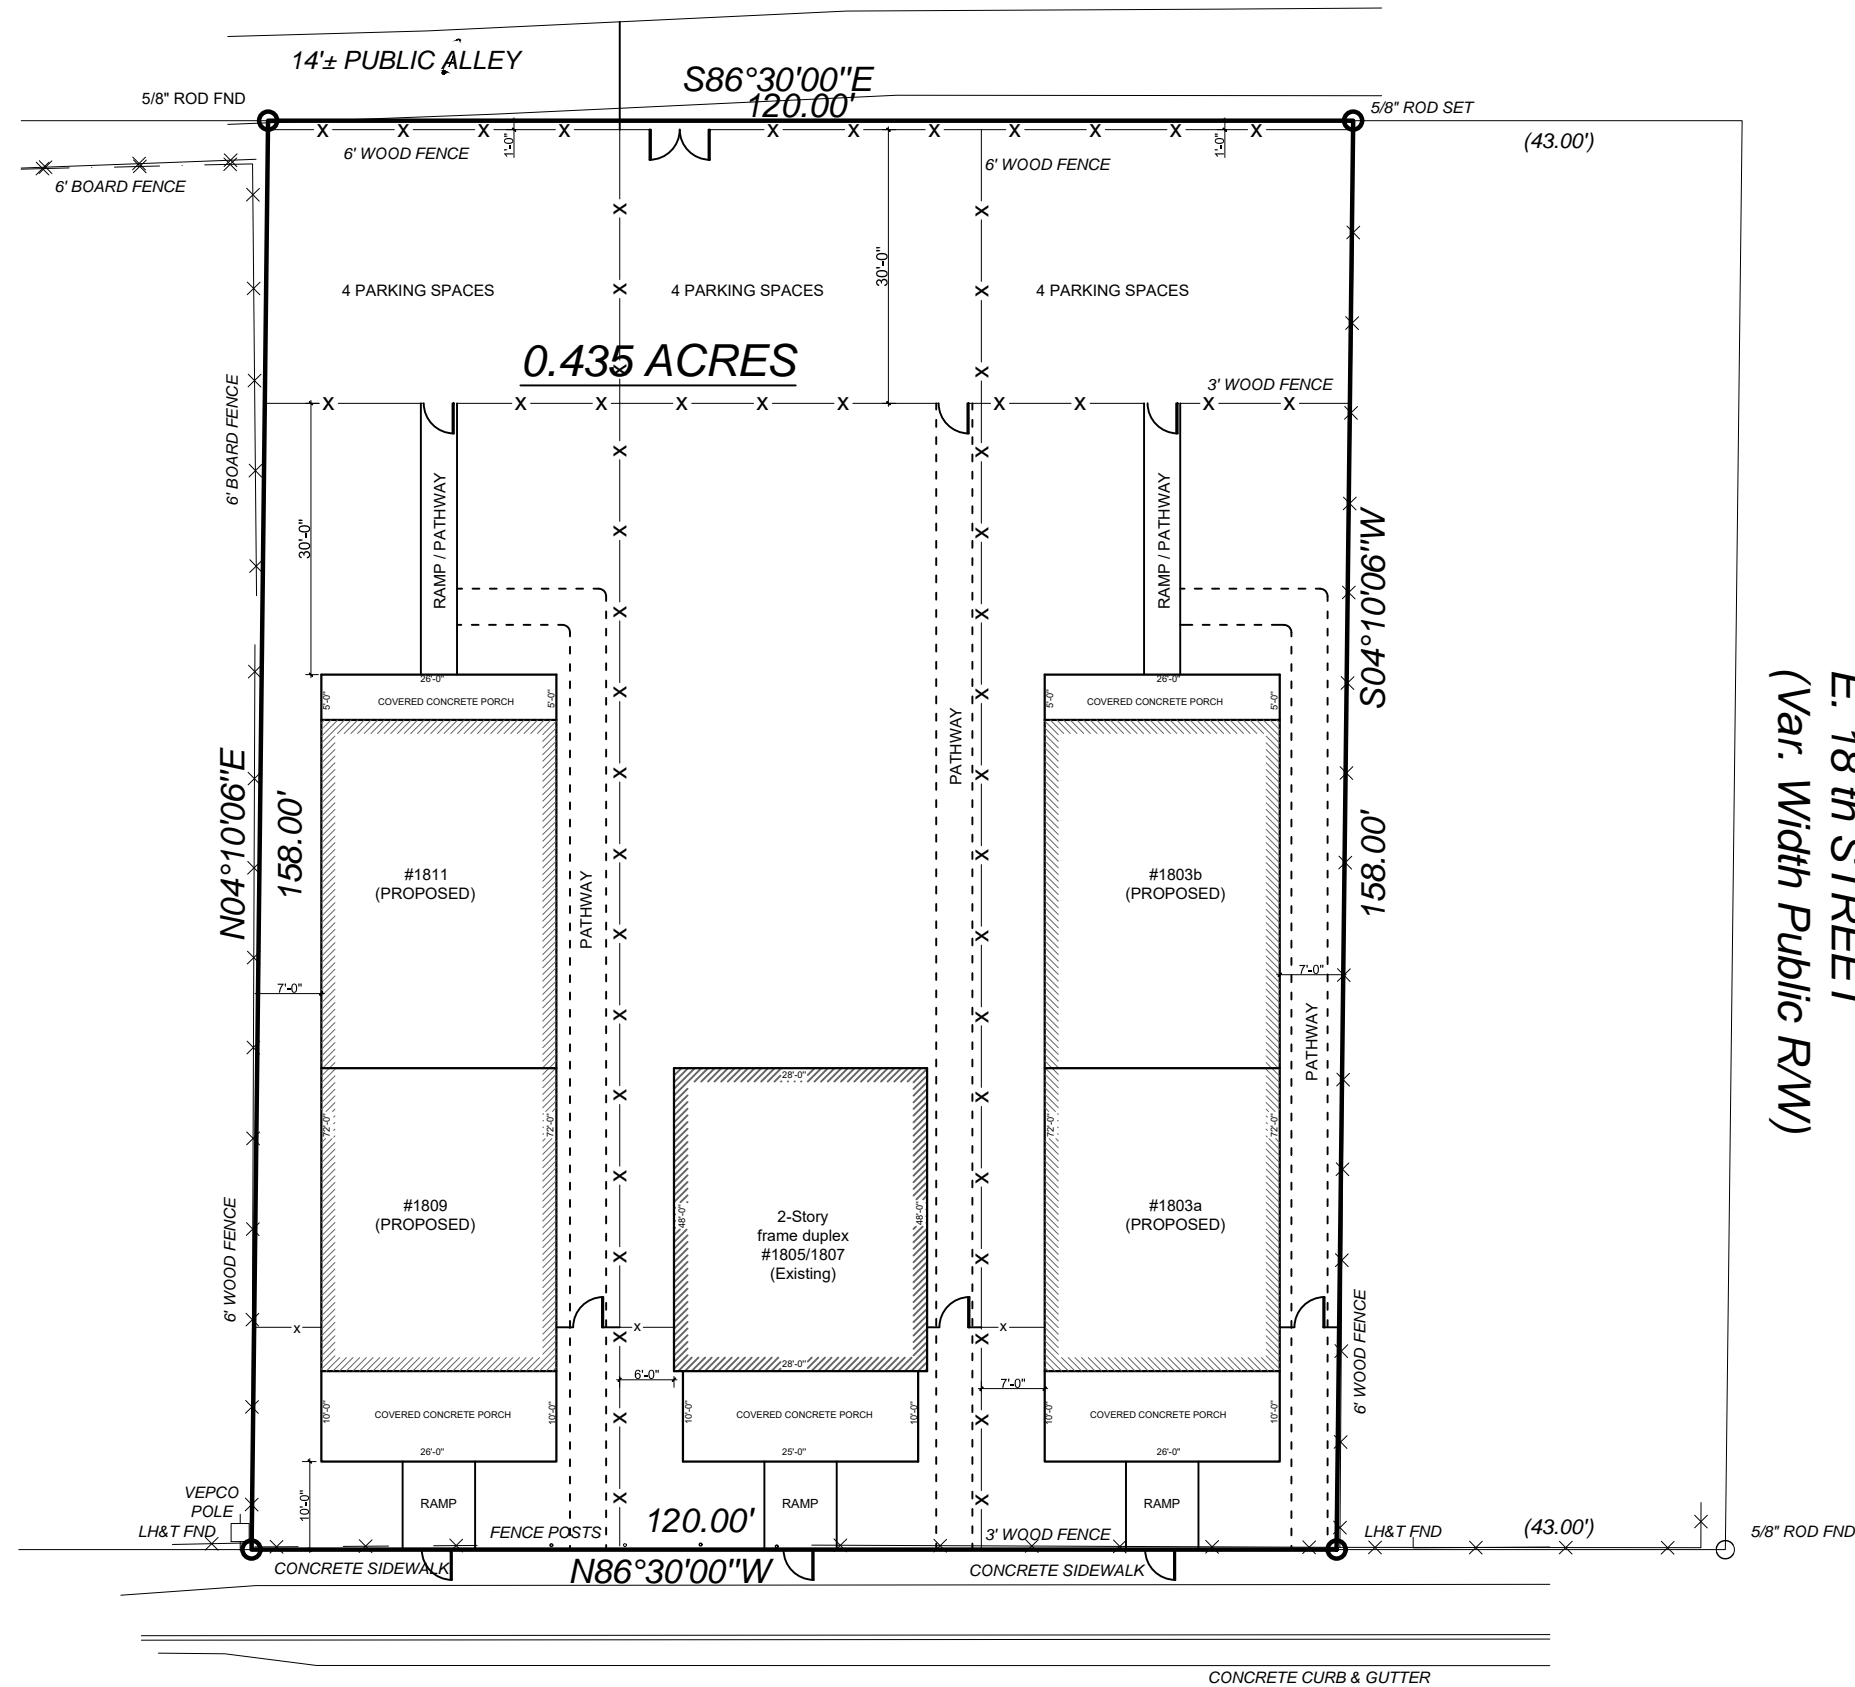 14'± PUBLIC ALLEY
S86°30'00"E
120.00'
5/8" ROD FND
5/8" ROD SET
(43.00')
6' WOOD FENCE
1'-0"
6' WOOD FENCE
1'-0"
6' BOARD FENCE
30'-0"
4 PARKING SPACES
4 PARKING SPACES
4 PARKING SPACES
0.435 ACRES
3' WOOD FENCE
6' BOARD FENCE
30'-0"
RAMP / PATHWAY
RAMP / PATHWAY
S04°10'06"W
158.00'
E. 18 th STREET
(Var. Width Public R/W)
26'-0"
5'-0"
COVERED CONCRETE PORCH
5'-0"
26'-0"
5'-0"
COVERED CONCRETE PORCH
5'-0"
PATHWAY
N04°10'06"E
158.00'
#1811
(PROPOSED)
PATHWAY
#1803b
(PROPOSED)
7'-0"
7'-0"
PATHWAY
28'-0"
72'-0"
72'-0"
72'-0"
72'-0"
#1809
(PROPOSED)
48'-0"
2-Story
frame duplex
#1805/1807
(Existing)
48'-0"
#1803a
(PROPOSED)
6' WOOD FENCE
6' WOOD FENCE
28'-0"
6'-0"
7'-0"
10'-0"
COVERED CONCRETE PORCH
10'-0"
10'-0"
COVERED CONCRETE PORCH
10'-0"
10'-0"
COVERED CONCRETE PORCH
10'-0"
26'-0"
25'-0"
26'-0"
VEPCO
POLE
10'-0"
RAMP
RAMP
RAMP
LH&T FND
FENCE POSTS
120.00'
3' WOOD FENCE
LH&T FND
(43.00')
5/8" ROD FND
CONCRETE SIDEWALK
N86°30'00"W
CONCRETE SIDEWALK
CONCRETE CURB & GUTTER